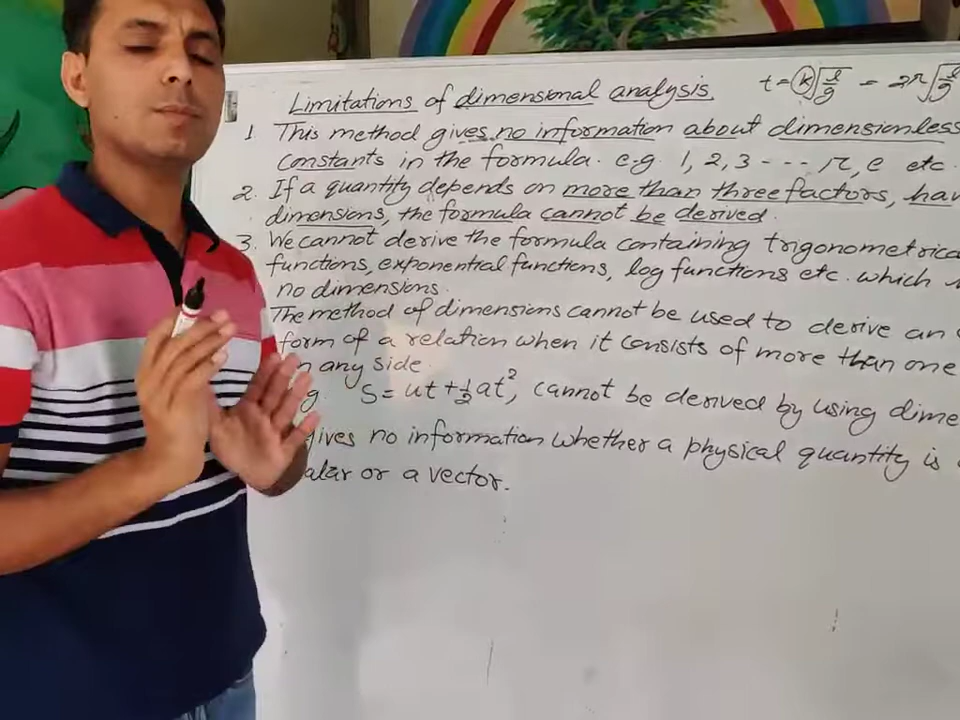 Limitations of dimensional analysis. t = k√l/g = 2π√l/g
1. This method gives no information about dimensionless
constants in the formula. e.g 1, 2, 3 ---- π, e etc.
2. If a quantity depends on more than three factors, hav
dimensions, the formula cannot be derived.
3. We cannot derive the formula containing trigonometrica
functions, exponential functions, log functions etc. which
no dimensions.
The method of dimensions cannot be used to derive an
form of a relation when it consists of more than one
n any side
g. S = ut + ½at², cannot be derived by using dime
gives no information whether a physical quantity is
alar or a vector.